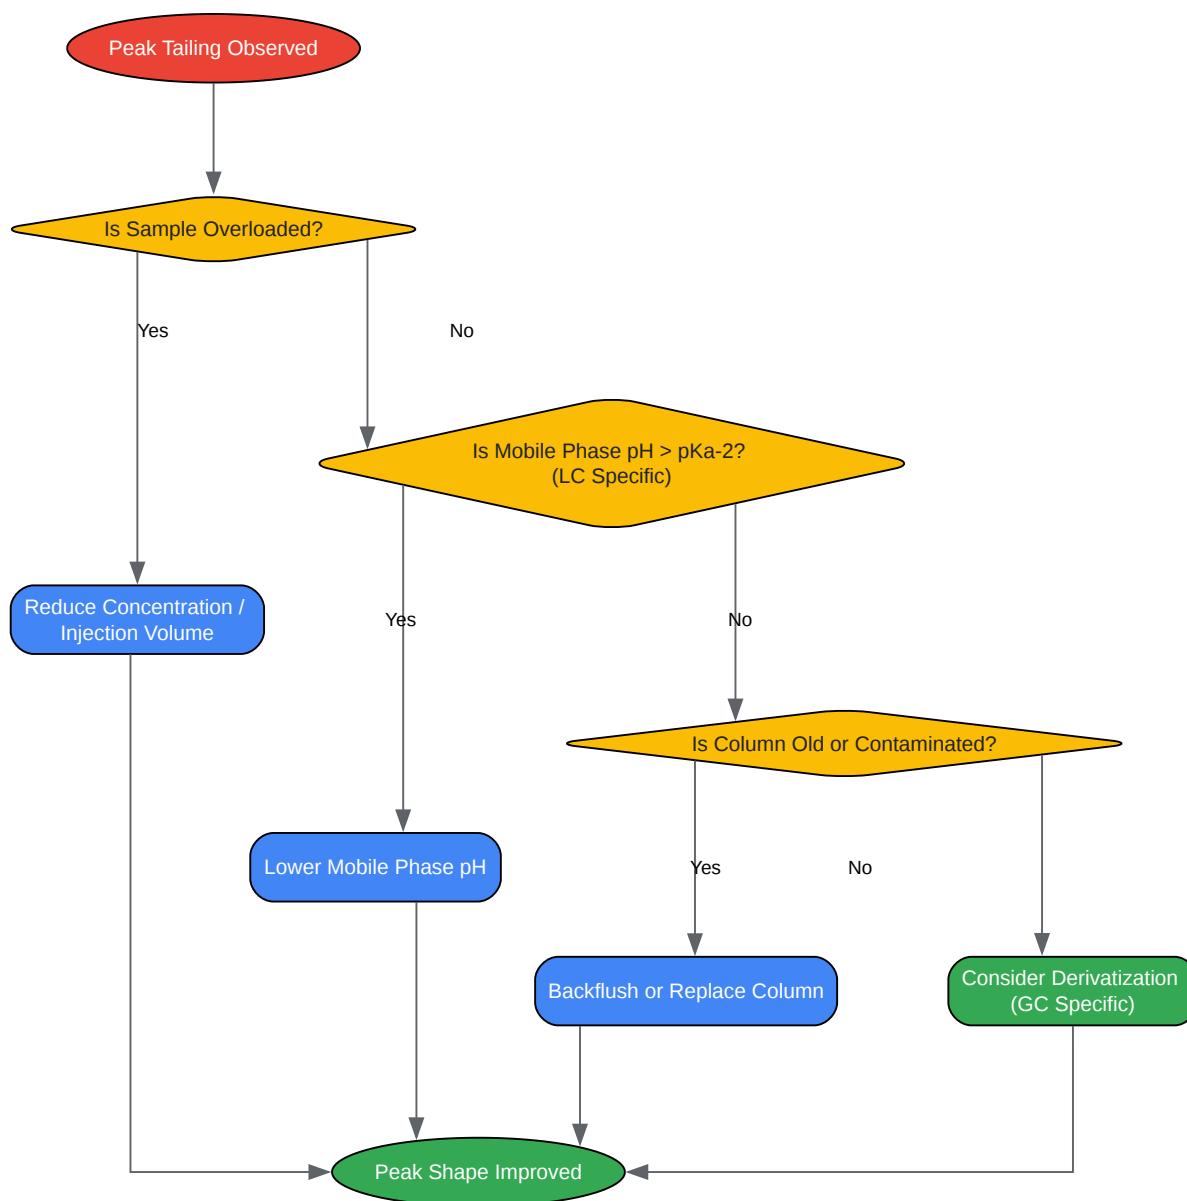 Peak Tailing Observed
Is Sample Overloaded?
Yes
No
Is Mobile Phase pH > pKa-2?
(LC Specific)
Reduce Concentration /
Injection Volume
Yes
No
Is Column Old or Contaminated?
Lower Mobile Phase pH
Yes
No
Backflush or Replace Column
Consider Derivatization
(GC Specific)
Peak Shape Improved